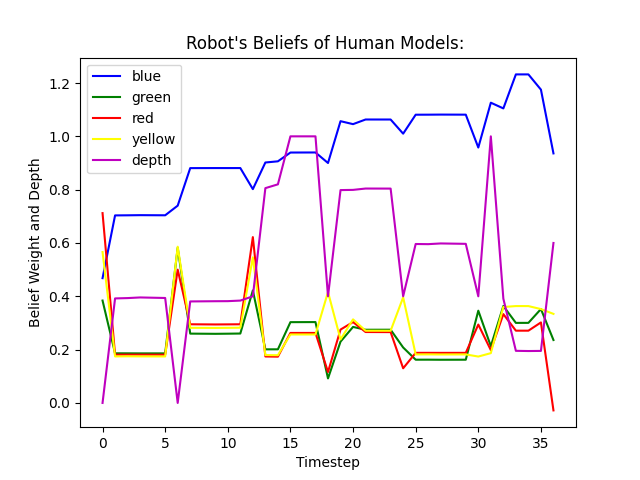 Robot's Beliefs of Human Models:
blue
green
red
yellow
depth
Belief Weight and Depth
1.2
1.0
0.8
0.6
0.4
0.2
0.0
0 5 10 15 20 25 30 35
Timestep